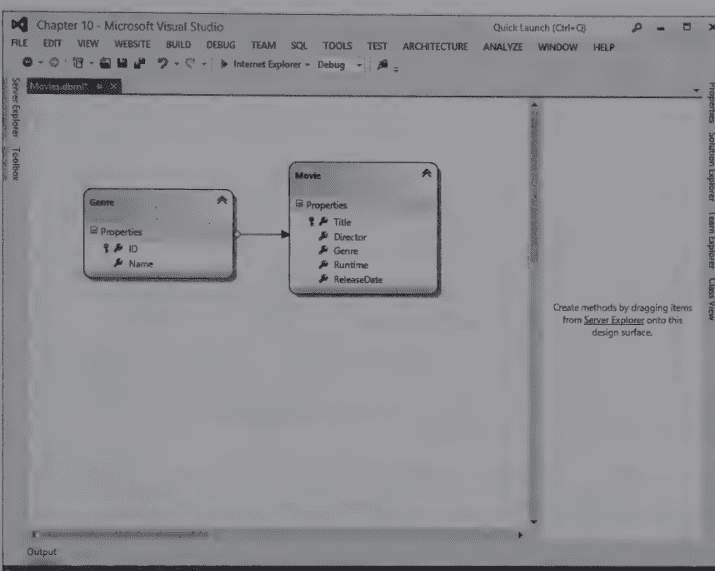 Chapter 10 - Microsoft Visual Studio
Quick Launch (Ctrl+Q)
FILE EDIT VIEW WEBSITE BUILD DEBUG TEAM SQL TOOLS TEST ARCHITECTURE ANALYZE WINDOW HELP
Internet Explorer Debug
Movies.dbml*
Server Explorer
Toolbox
Genre
Properties
ID
Name
Movie
Properties
Title
Director
Genre
Runtime
ReleaseDate
Create methods by dragging items
from Server Explorer onto this
design surface.
Properties
Solution Explorer
Team Explorer
Class View
Output